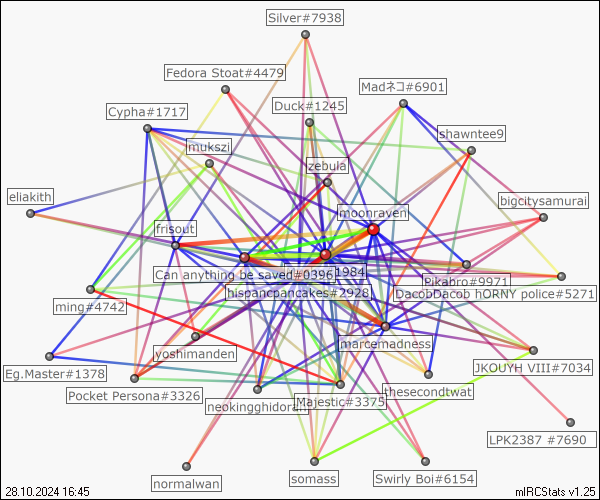 Silver#7938
Fedora Stoat#4479
Madネコ#6901
Duck#1245
Cypha#1717
shawntee9
mukszi
zebula
eliakith
bigcitysamurai
moonraven
frisout
Can anything be saved#0396
1984
Rikahro#9971
hispancpancakes#2928
DacobDacob hORNY police#5271
ming#4742
marcemadness
yoshimanden
Eg.Master#1378
JKOUYH VIII#7034
Pocket Persona#3326
thesecondtwat
neokingghidorah
Majestic#3375
LPK2387 #7690
normalwan
somass
Swirly Boi#6154
28.10.2024 16:45
mIRCStats v1.25